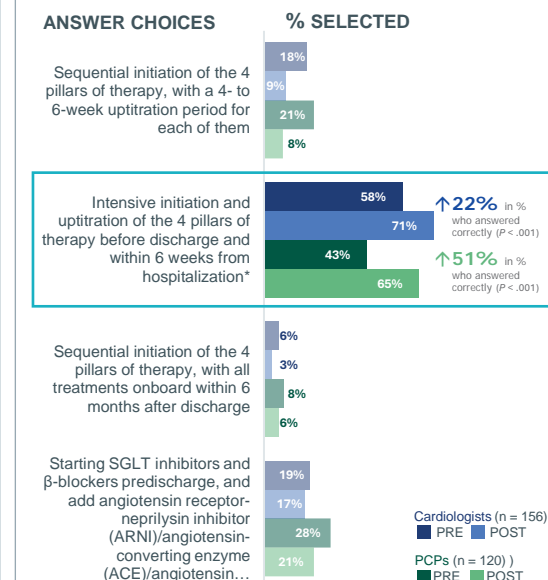 ANSWER CHOICES
% SELECTED
Sequential initiation of the 4
pillars of therapy, with a 4- to
6-week uptitration period for
each of them
18%
9%
21%
8%
Intensive initiation and
uptitration of the 4 pillars of
therapy before discharge and
within 6 weeks from
hospitalization*
58%
71%
43%
65%
↑22% in %
who answered
correctly (P < .001)
↑51% in %
who answered
correctly (P < .001)
Sequential initiation of the 4
pillars of therapy, with all
treatments onboard within 6
months after discharge
6%
3%
8%
6%
Starting SGLT inhibitors and
β-blockers predischarge, and
add angiotensin receptor-
neprilysin inhibitor
(ARNI)/angiotensin-
converting enzyme
(ACE)/angiotensin…
19%
17%
28%
21%
Cardiologists (n = 156)
PRE POST
PCPs (n = 120) )
PRE POST